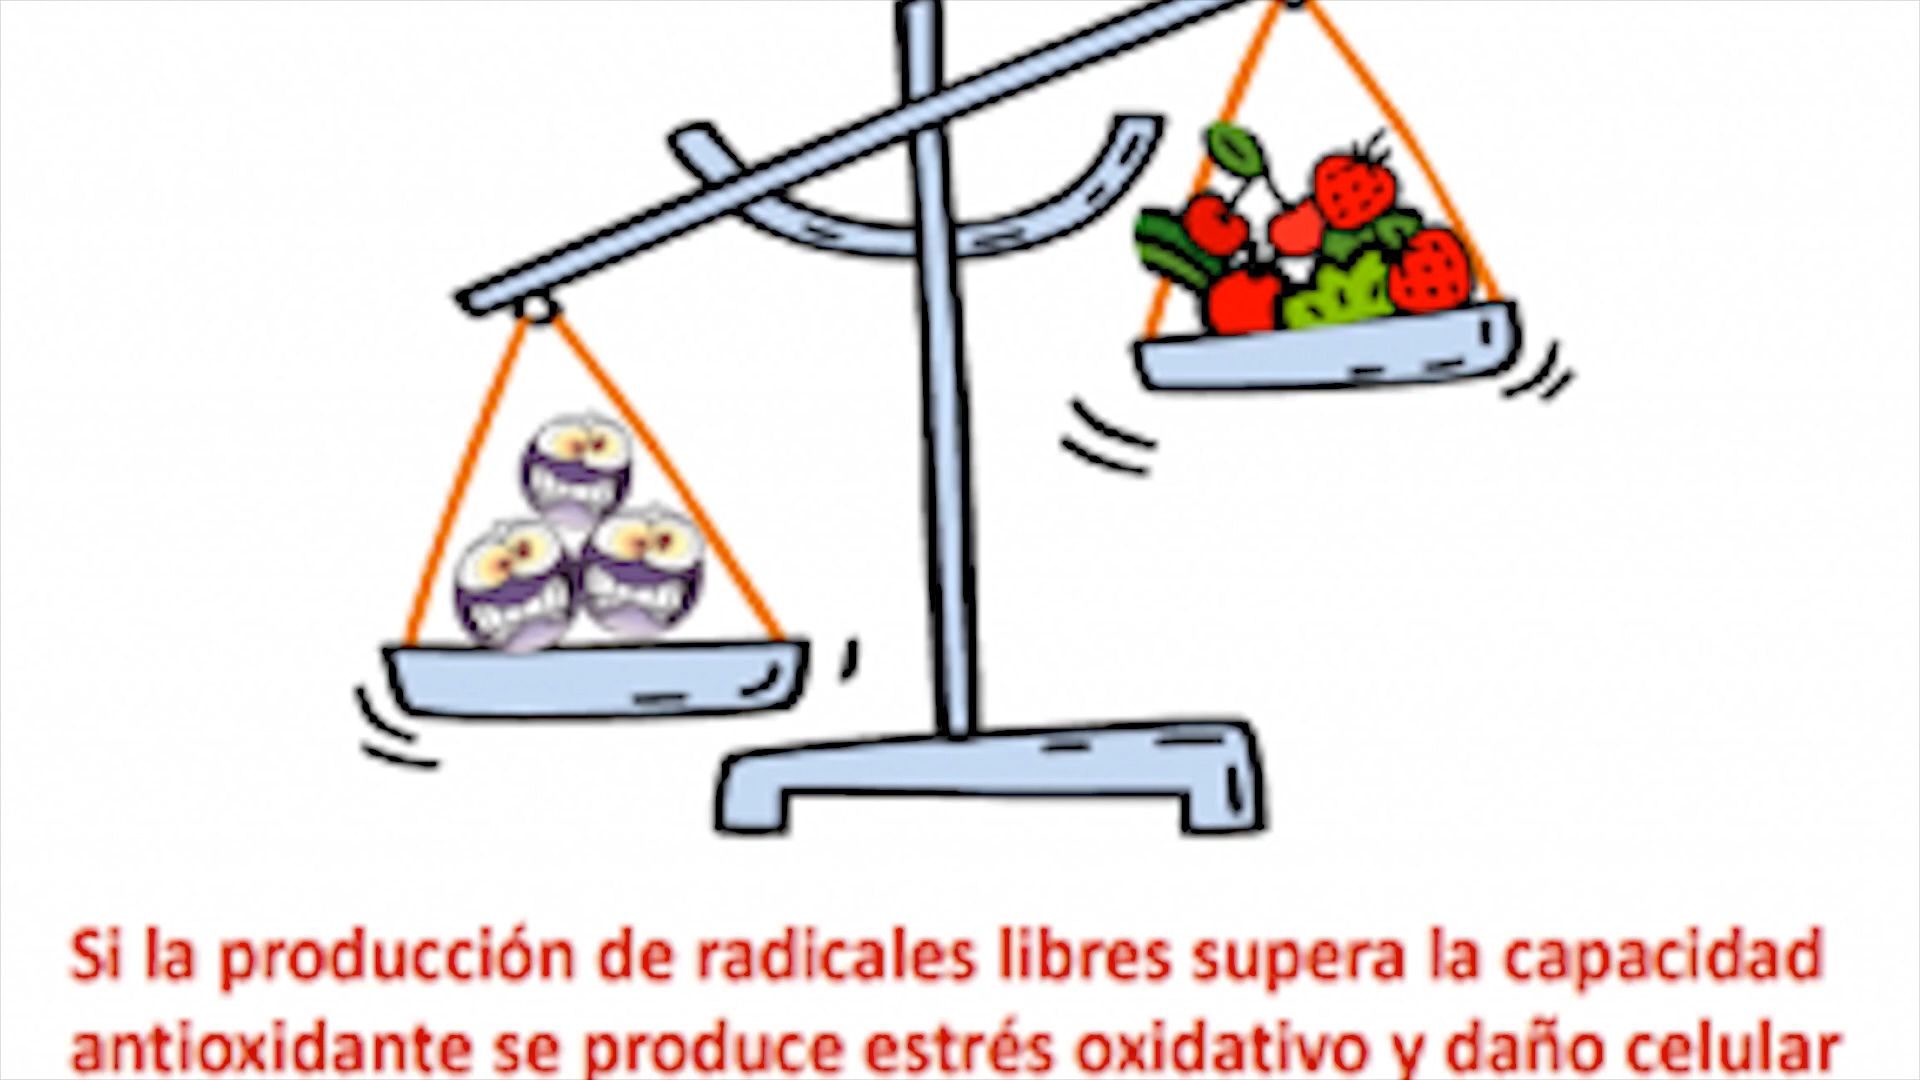 Si la producción de radicales libres supera la capacidad
antioxidante se produce estrés oxidativo y daño celular